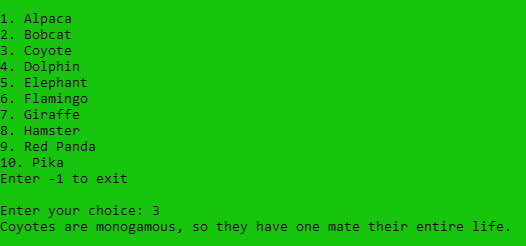 1. Alpaca
2. Bobcat
3. Coyote
4. Dolphin
5. Elephant
6. Flamingo
7. Giraffe
8. Hamster
9. Red Panda
10. Pika
Enter -1 to exit
Enter your choice: 3
Coyotes are monogamous, so they have one mate their entire life.